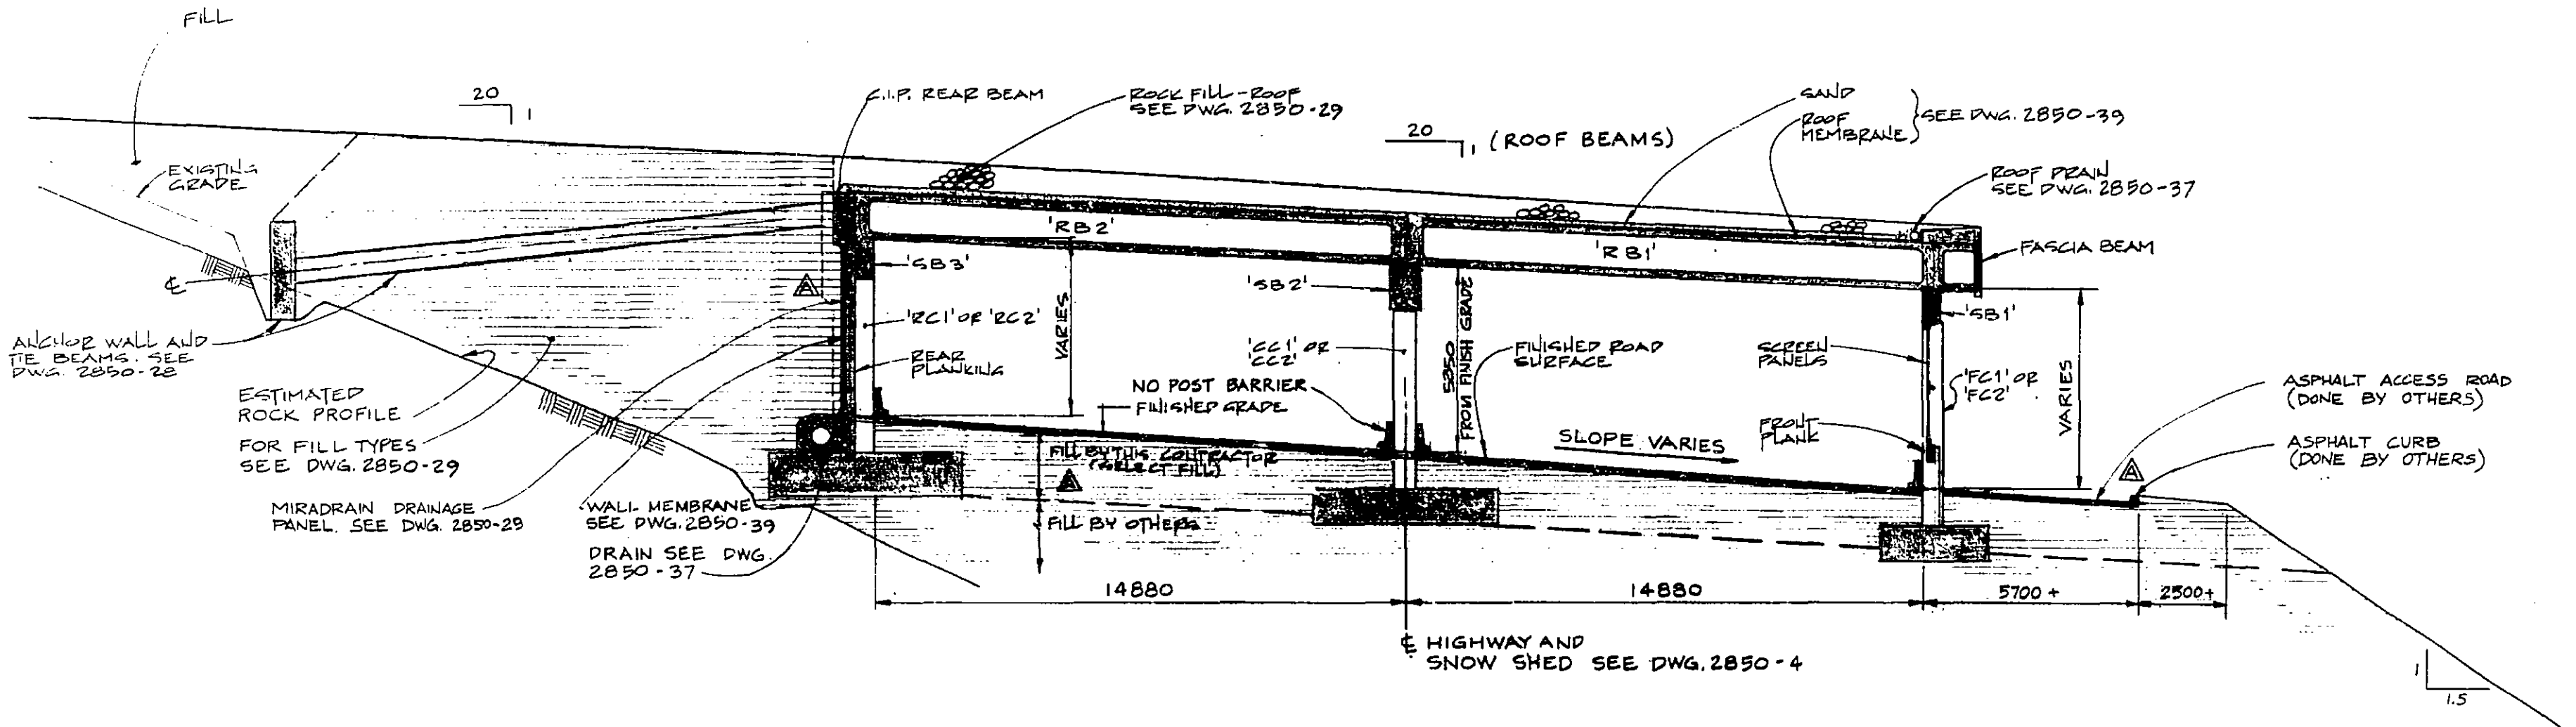 FILL
20
1
C.I.P. REAR BEAM
ROCK FILL - ROOF
SEE DWG. 2850-29
20
1 (ROOF BEAMS)
SAND
ROOF
MEMBRANE
SEE DWG. 2850-39
ROOF DRAIN
SEE DWG. 2850-37
EXISTING
GRADE
'RB2'
'RB1'
FASCIA BEAM
℄
'SB3'
'SB2'
'SB1'
A
ANCHOR WALL AND
TIE BEAMS. SEE
DWG. 2850-28
'RC1' OR 'RC2'
VARIES
REAR
PLANKING
'CC1' OR
'CC2'
5350
FROM FINISH GRADE
FINISHED ROAD
SURFACE
SCREEN
PANELS
'FC1' OR
'FC2'
VARIES
ASPHALT ACCESS ROAD
(DONE BY OTHERS)
ESTIMATED
ROCK PROFILE
NO POST BARRIER
FINISHED GRADE
FRONT
PLANK
SLOPE VARIES
ASPHALT CURB
(DONE BY OTHERS)
A
FOR FILL TYPES
SEE DWG. 2850-29
FILL BY THIS CONTRACTOR
(SELECT FILL)
A
MIRADRAIN DRAINAGE
PANEL. SEE DWG. 2850-29
WALL MEMBRANE
SEE DWG. 2850-39
FILL BY OTHERS
DRAIN SEE DWG.
2850-37
14880
14880
5700 +
2500+
℄ HIGHWAY AND
SNOW SHED SEE DWG. 2850-4
1
1.5